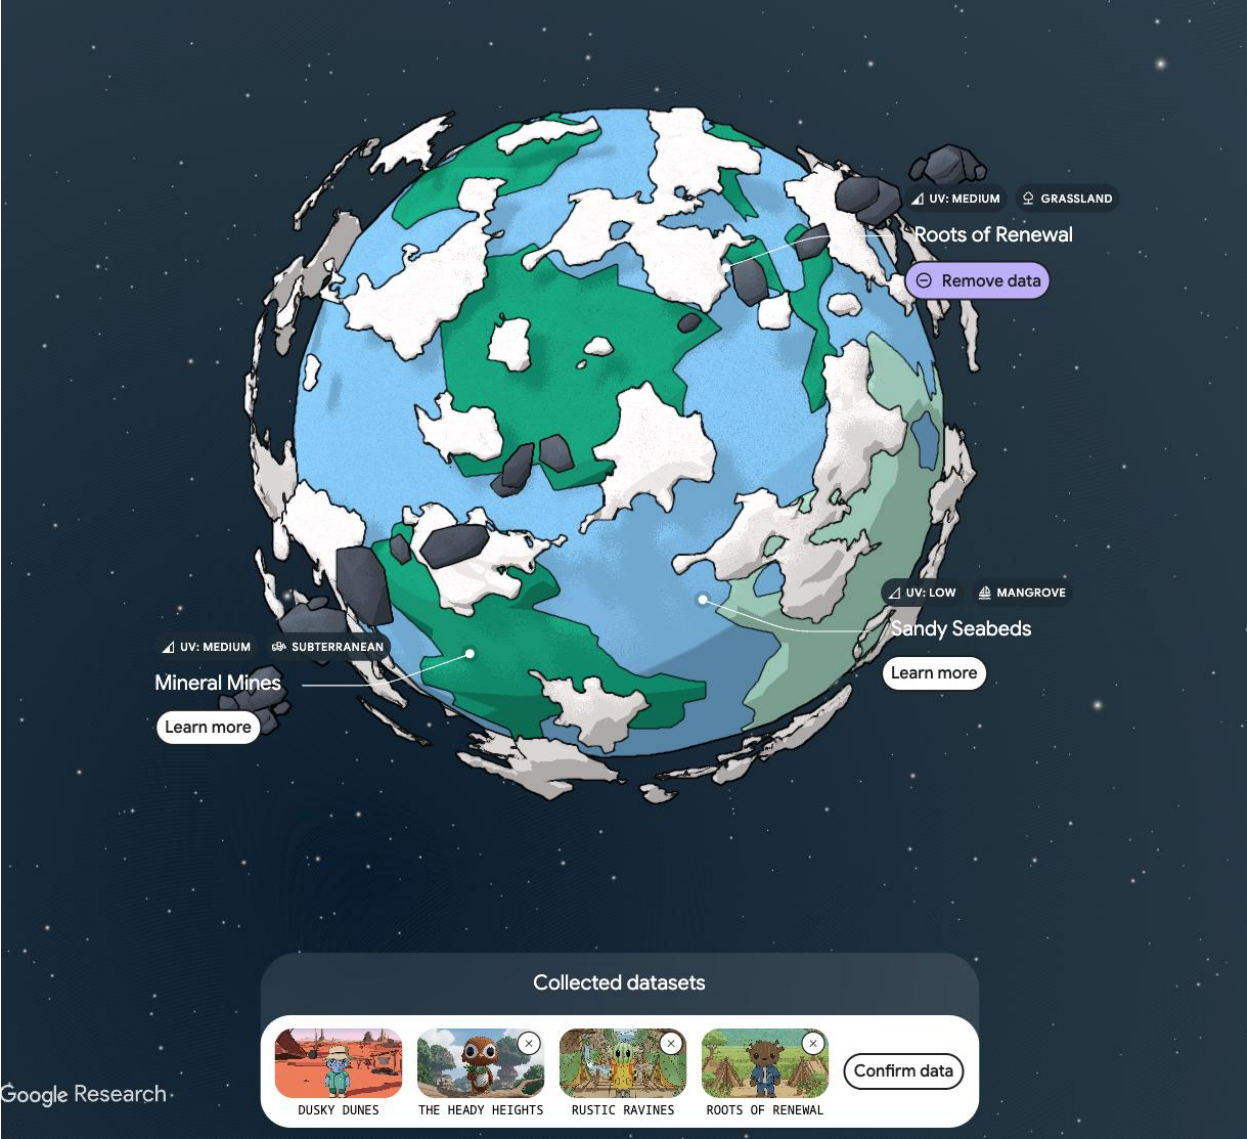 UV: MEDIUM GRASSLAND
Roots of Renewal
Remove data
UV: LOW MANGROVE
Sandy Seabeds
Learn more
UV: MEDIUM SUBTERRANEAN
Mineral Mines
Learn more
Collected datasets
DUSKY DUNES
THE HEADY HEIGHTS
RUSTIC RAVINES
ROOTS OF RENEWAL
Confirm data
Google Research